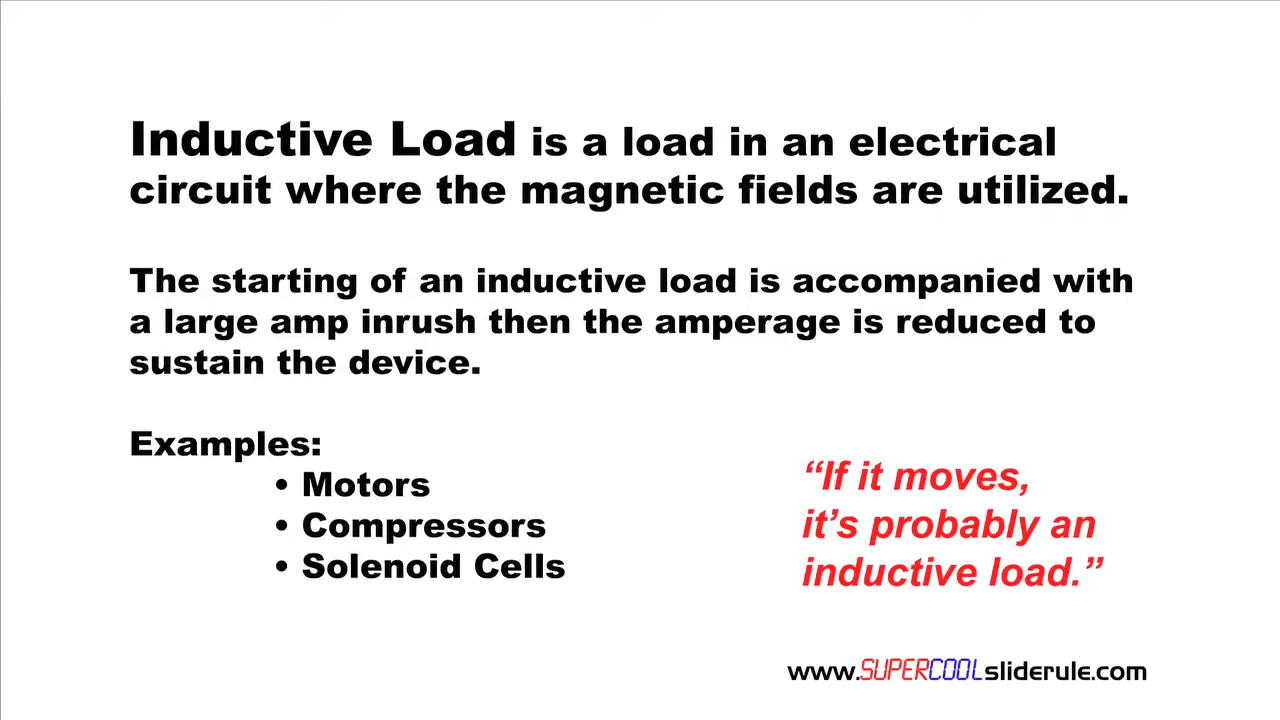 Inductive Load is a load in an electrical
circuit where the magnetic fields are utilized.
The starting of an inductive load is accompanied with
a large amp inrush then the amperage is reduced to
sustain the device.
Examples:
• Motors
• Compressors
• Solenoid Cells
“If it moves,
it’s probably an
inductive load.”
www.SUPERCOOLsliderule.com